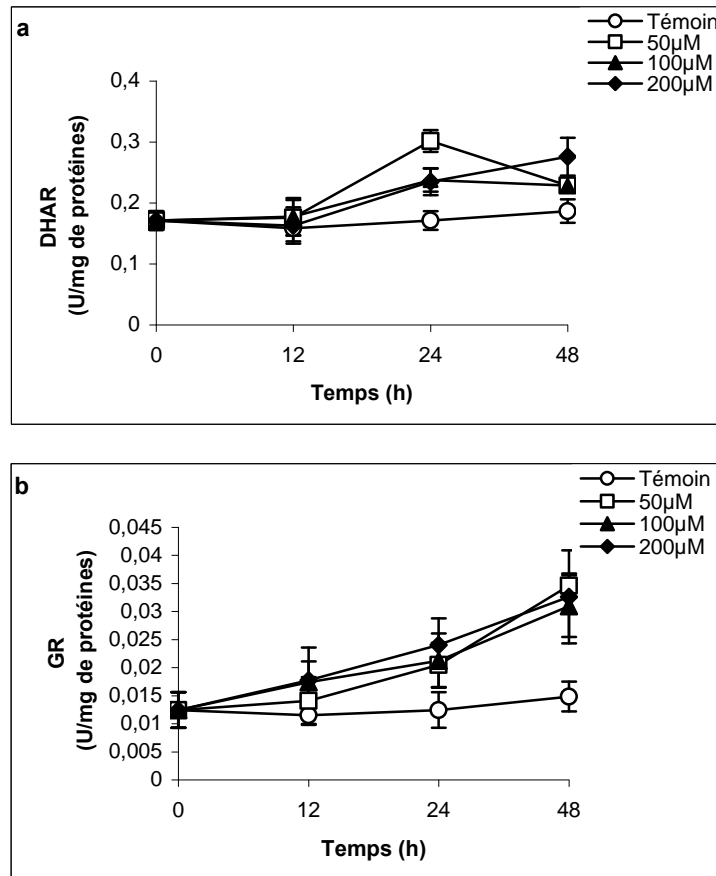 a
Témoin
50µM
100µM
200µM
DHAR
(U/mg de protéines)
0,4
0,3
0,2
0,1
0
0
12
24
48
Temps (h)
b
Témoin
50µM
100µM
200µM
GR
(U/mg de protéines)
0,045
0,04
0,035
0,03
0,025
0,02
0,015
0,01
0,005
0
0
12
24
48
Temps (h)